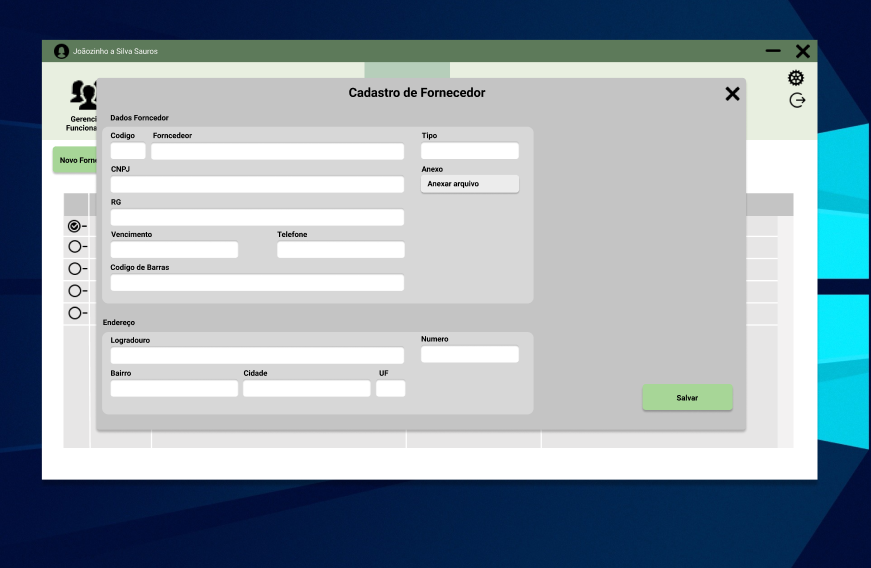 Joãozinho a Silva Sauros
Cadastro de Fornecedor
Gerenci
Funciona
Novo Forne
Dados Forncedor
Codigo Forncedeor Tipo
CNPJ Anexo
Anexar arquivo
RG
Vencimento Telefone
Codigo de Barras
Endereço
Logradouro Numero
Bairro Cidade UF
Salvar